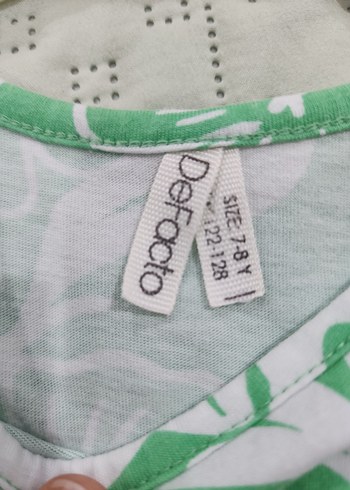 DeFacto
SIZE 7-8 Y
122-128